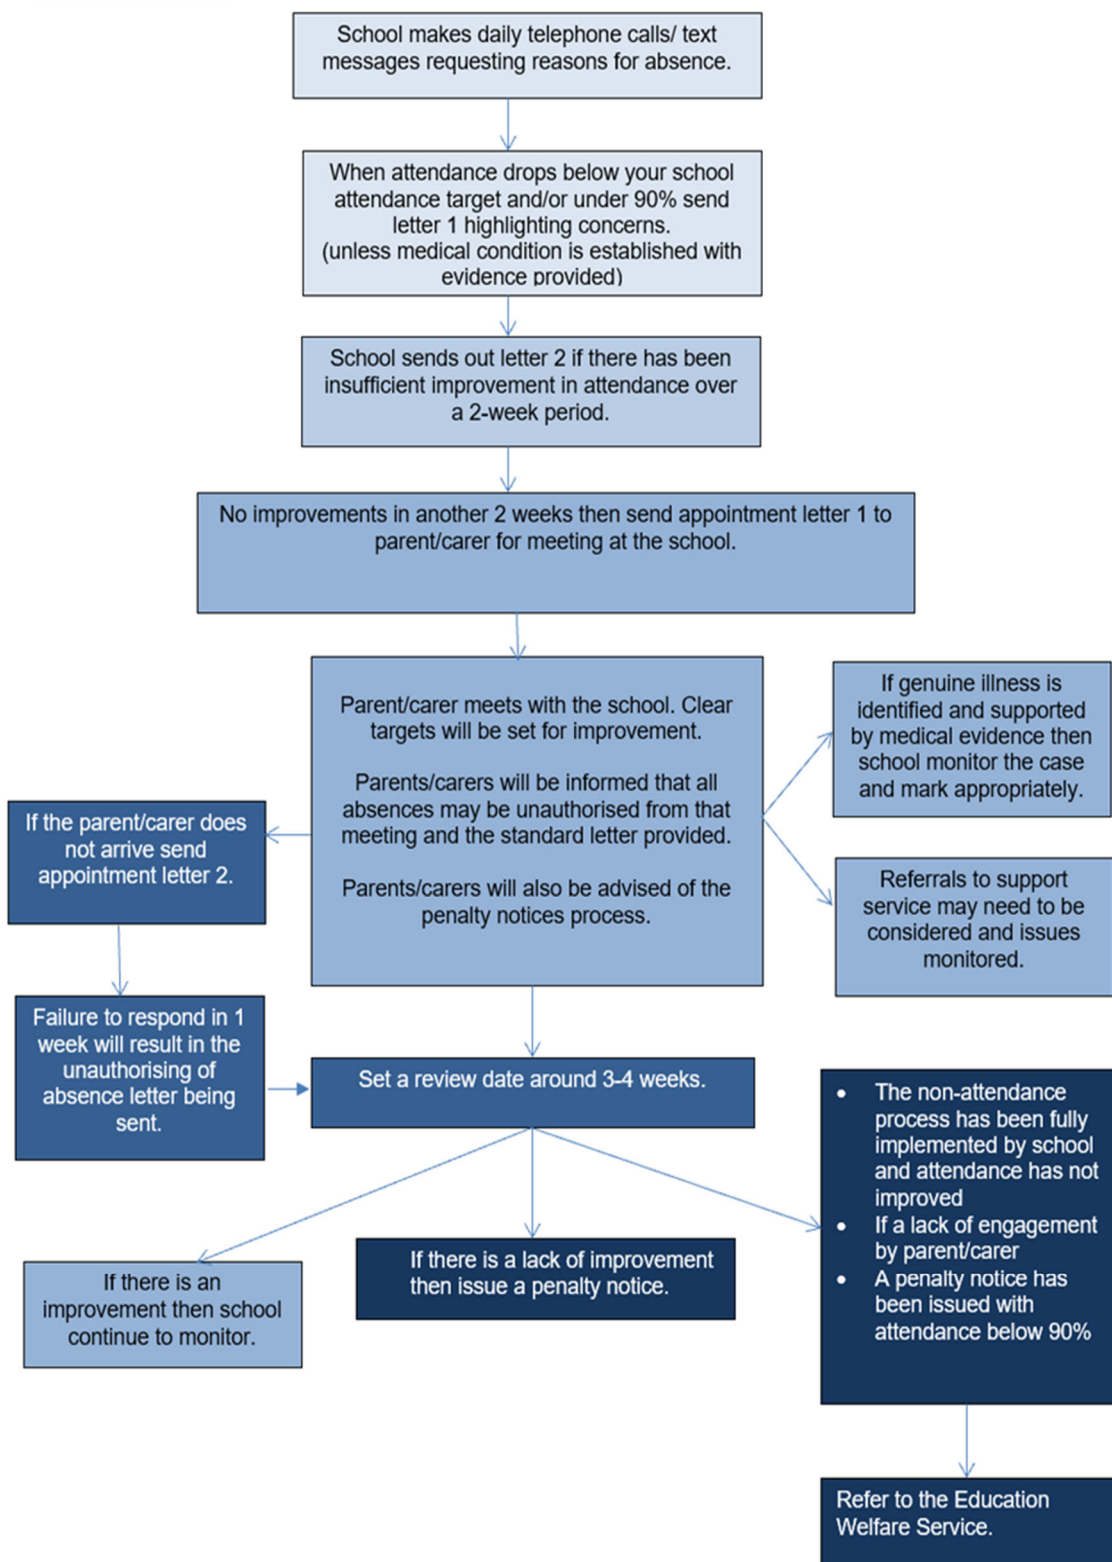 School makes daily telephone calls/ text
messages requesting reasons for absence.
When attendance drops below your school
attendance target and/or under 90% send
letter 1 highlighting concerns.
(unless medical condition is established with
evidence provided)
School sends out letter 2 if there has been
insufficient improvement in attendance over
a 2-week period.
No improvements in another 2 weeks then send appointment letter 1 to
parent/carer for meeting at the school.
Parent/carer meets with the school. Clear
targets will be set for improvement.
Parents/carers will be informed that all
absences may be unauthorised from that
meeting and the standard letter provided.
Parents/carers will also be advised of the
penalty notices process.
If genuine illness is
identified and supported
by medical evidence then
school monitor the case
and mark appropriately.
Referrals to support
service may need to be
considered and issues
monitored.
If the parent/carer does
not arrive send
appointment letter 2.
Failure to respond in 1
week will result in the
unauthorising of
absence letter being
sent.
Set a review date around 3-4 weeks.
If there is an
improvement then school
continue to monitor.
If there is a lack of improvement
then issue a penalty notice.
• The non-attendance
process has been fully
implemented by school
and attendance has not
improved
• If a lack of engagement
by parent/carer
• A penalty notice has
been issued with
attendance below 90%
Refer to the Education
Welfare Service.